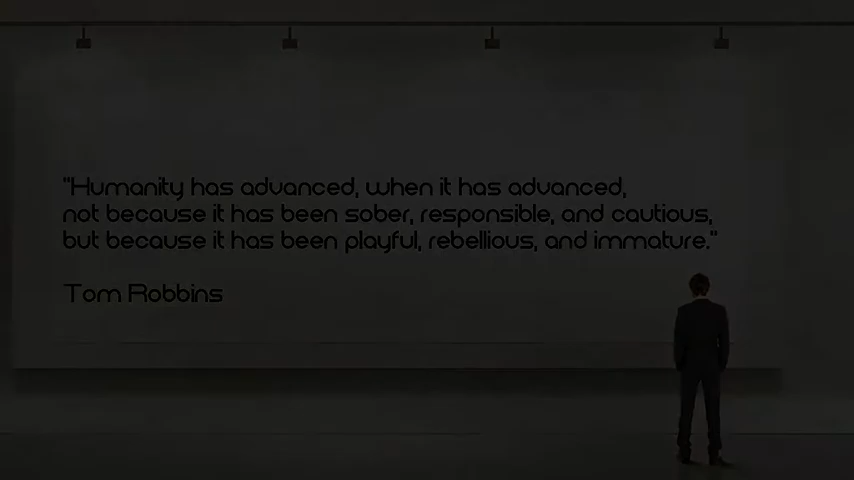 "Humanity has advanced, when it has advanced,
not because it has been sober, responsible, and cautious,
but because it has been playful, rebellious, and immature."
Tom Robbins